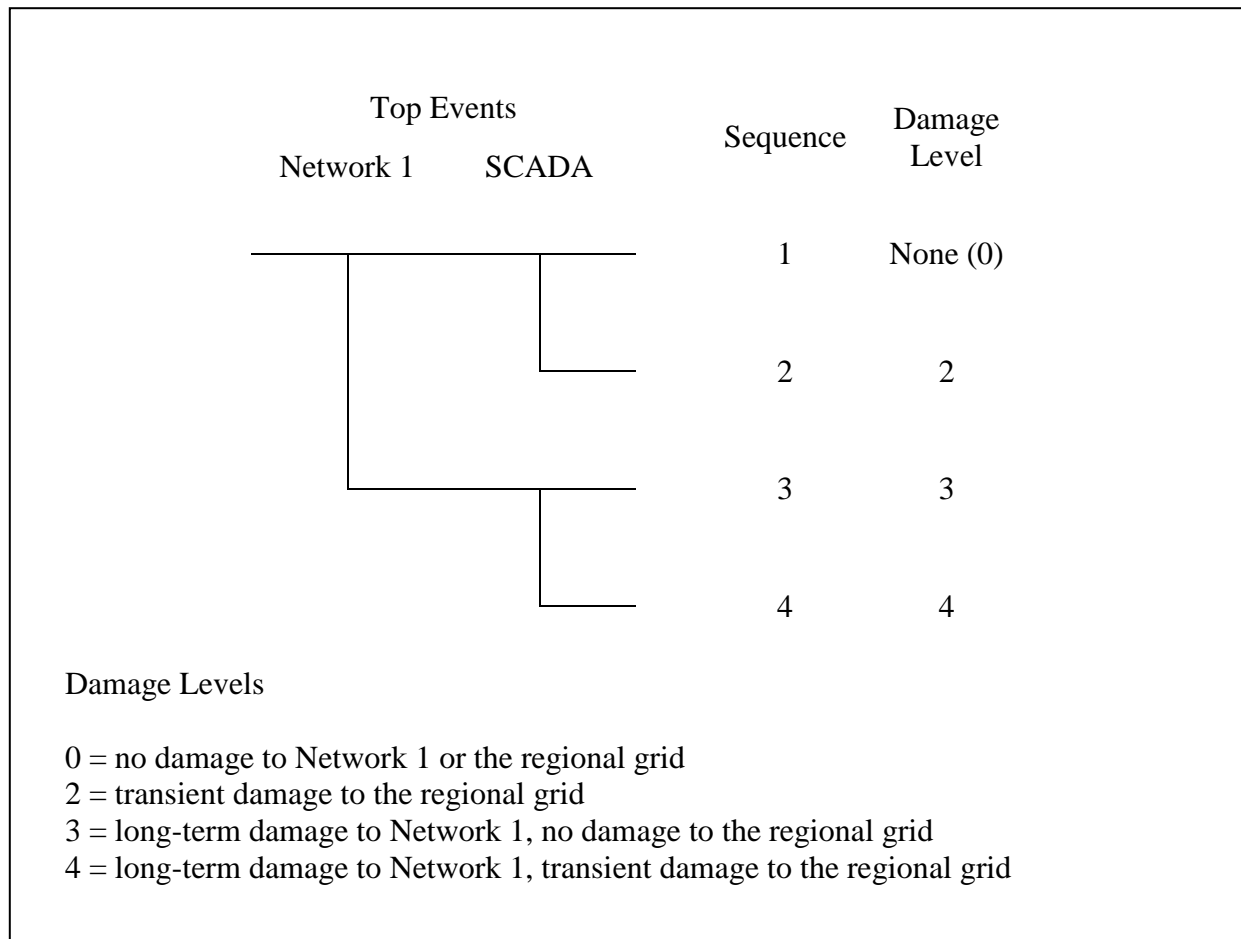 Top Events
Network 1 SCADA
Sequence
Damage
Level
1 None (0)
2 2
3 3
4 4
Damage Levels
0 = no damage to Network 1 or the regional grid
2 = transient damage to the regional grid
3 = long-term damage to Network 1, no damage to the regional grid
4 = long-term damage to Network 1, transient damage to the regional grid